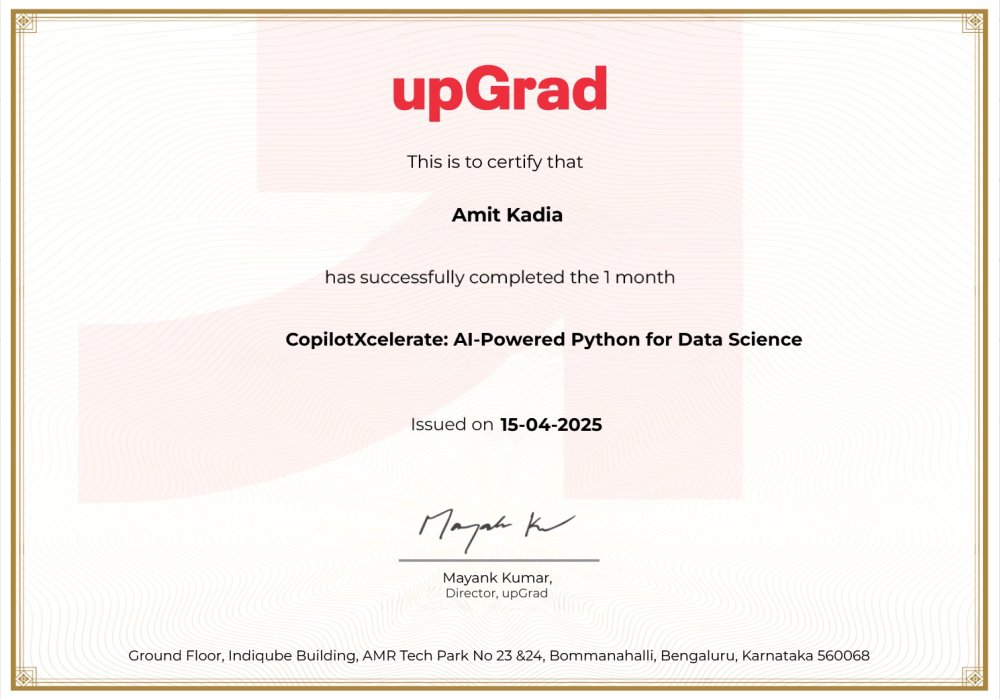 upGrad
This is to certify that
Amit Kadia
has successfully completed the 1 month
CopilotXcelerate: AI-Powered Python for Data Science
Issued on 15-04-2025
Mayank Kumar,
Director, upGrad
Ground Floor, Indiqube Building, AMR Tech Park No 23 &24, Bommanahalli, Bengaluru, Karnataka 560068